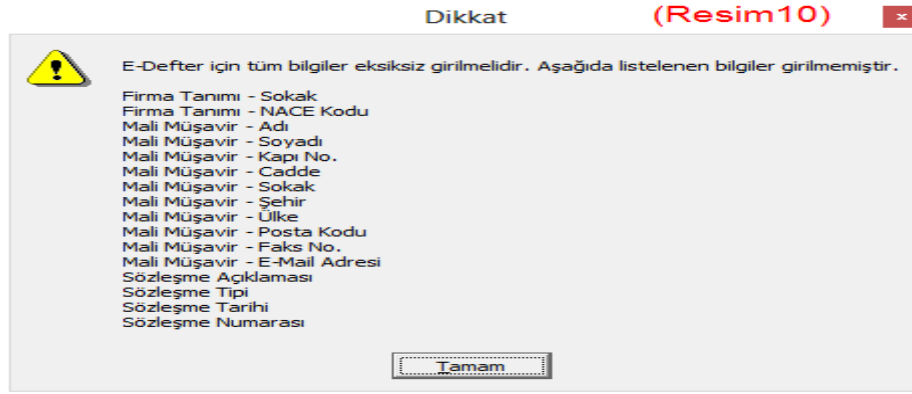 Dikkat (Resim10) x
E-Defter için tüm bilgiler eksiksiz girilmelidir. Aşağıda listelenen bilgiler girilmemiştir.
Firma Tanımı - Sokak
Firma Tanımı - NACE Kodu
Mali Müşavir - Adı
Mali Müşavir - Soyadı
Mali Müşavir - Kapı No.
Mali Müşavir - Cadde
Mali Müşavir - Sokak
Mali Müşavir - Şehir
Mali Müşavir - Ülke
Mali Müşavir - Posta Kodu
Mali Müşavir - Faks No.
Mali Müşavir - E-Mail Adresi
Sözleşme Açıklaması
Sözleşme Tipi
Sözleşme Tarihi
Sözleşme Numarası
Tamam